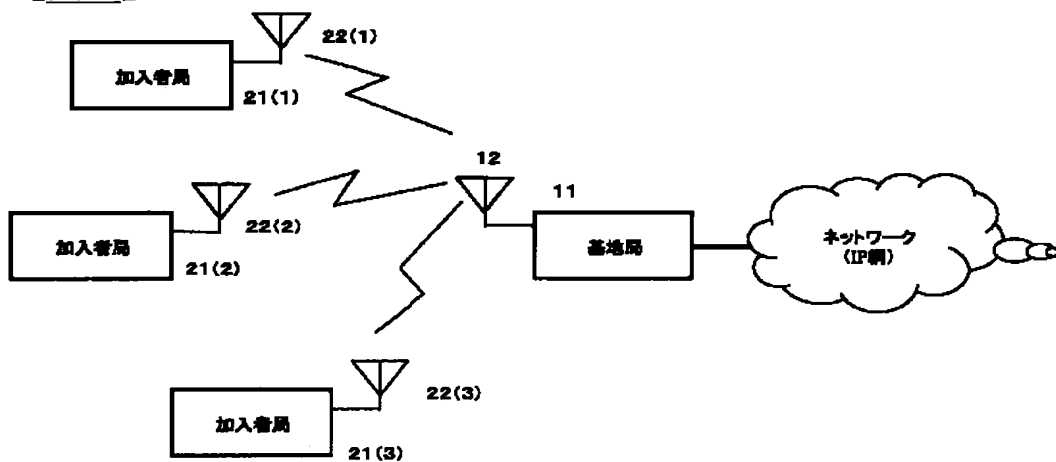 22(1)
加入者局
21(1)
12
11
加入者局
22(2)
21(2)
基地局
ネットワーク
(IP網)
22(3)
加入者局
21(3)